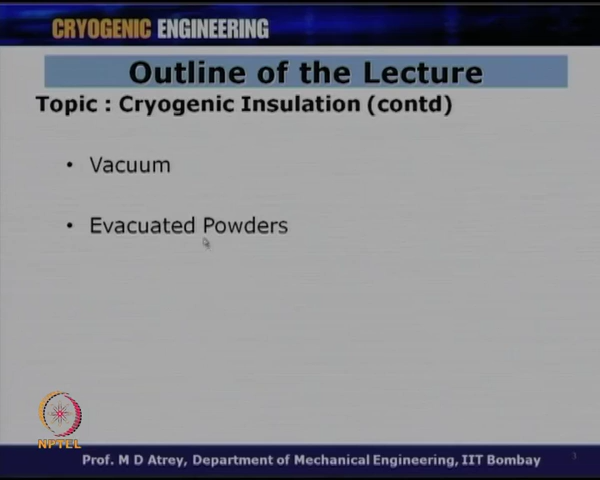 CRYOGENIC ENGINEERING
Outline of the Lecture
Topic : Cryogenic Insulation (contd)
• Vacuum
• Evacuated Powders
NPTEL
Prof. M D Atrey, Department of Mechanical Engineering, IIT Bombay
3